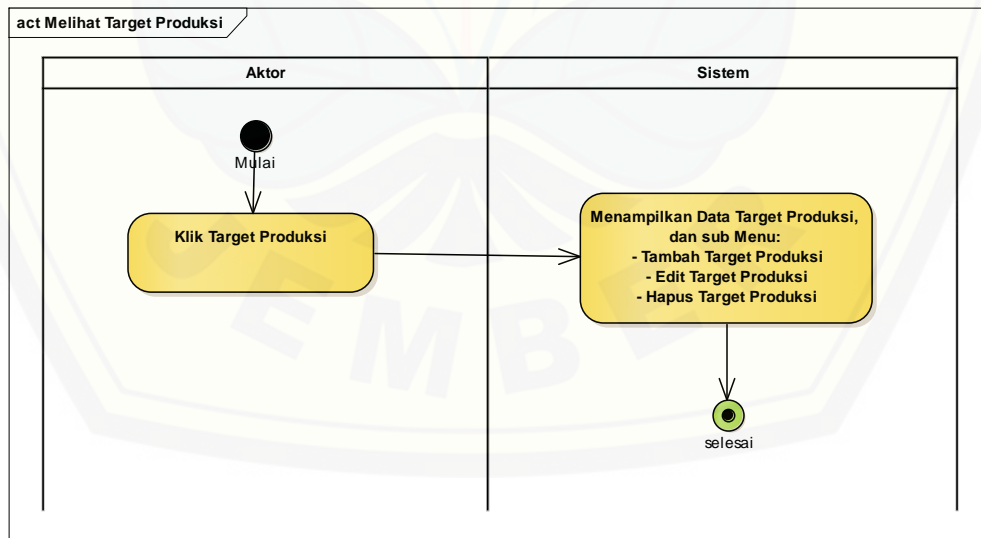 act Melihat Target Produksi
Aktor
Sistem
Mulai
Klik Target Produksi
Menampilkan Data Target Produksi,
dan sub Menu:
- Tambah Target Produksi
- Edit Target Produksi
- Hapus Target Produksi
selesai
JEMBER